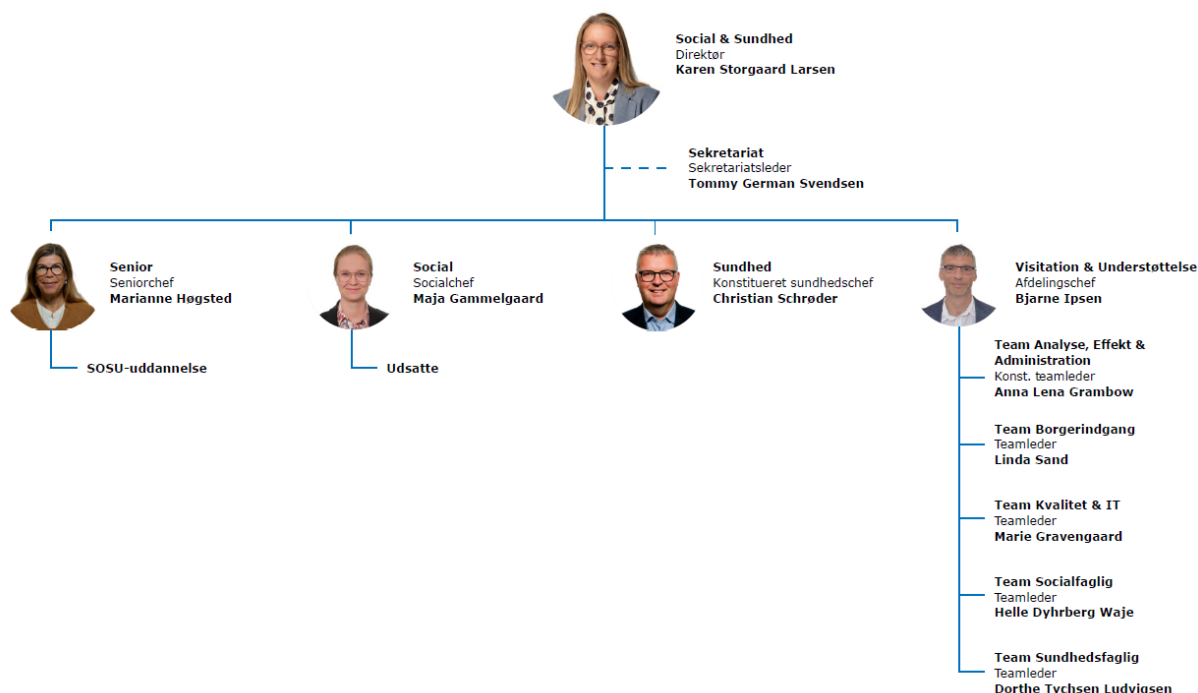 Social & Sundhed
Direktør
Karen Storgaard Larsen
Sekretariat
Sekretariatsleder
Tommy German Svendsen
Senior
Seniorchef
Marianne Høgsted
Social
Socialchef
Maja Gammelgaard
Sundhed
Konstitueret sundhedschef
Christian Schrøder
Visitation & Understøttelse
Afdelingschef
Bjarne Ipsen
SOSU-uddannelse
Udsatte
Team Analyse, Effekt &
Administration
Konst. teamleder
Anna Lena Grambow
Team Borgerindgang
Teamleder
Linda Sand
Team Kvalitet & IT
Teamleder
Marie Gravengaard
Team Socialfaglig
Teamleder
Helle Dyhrberg Waje
Team Sundhedsfaglig
Teamleder
Dorthe Tychsen Ludvigsen